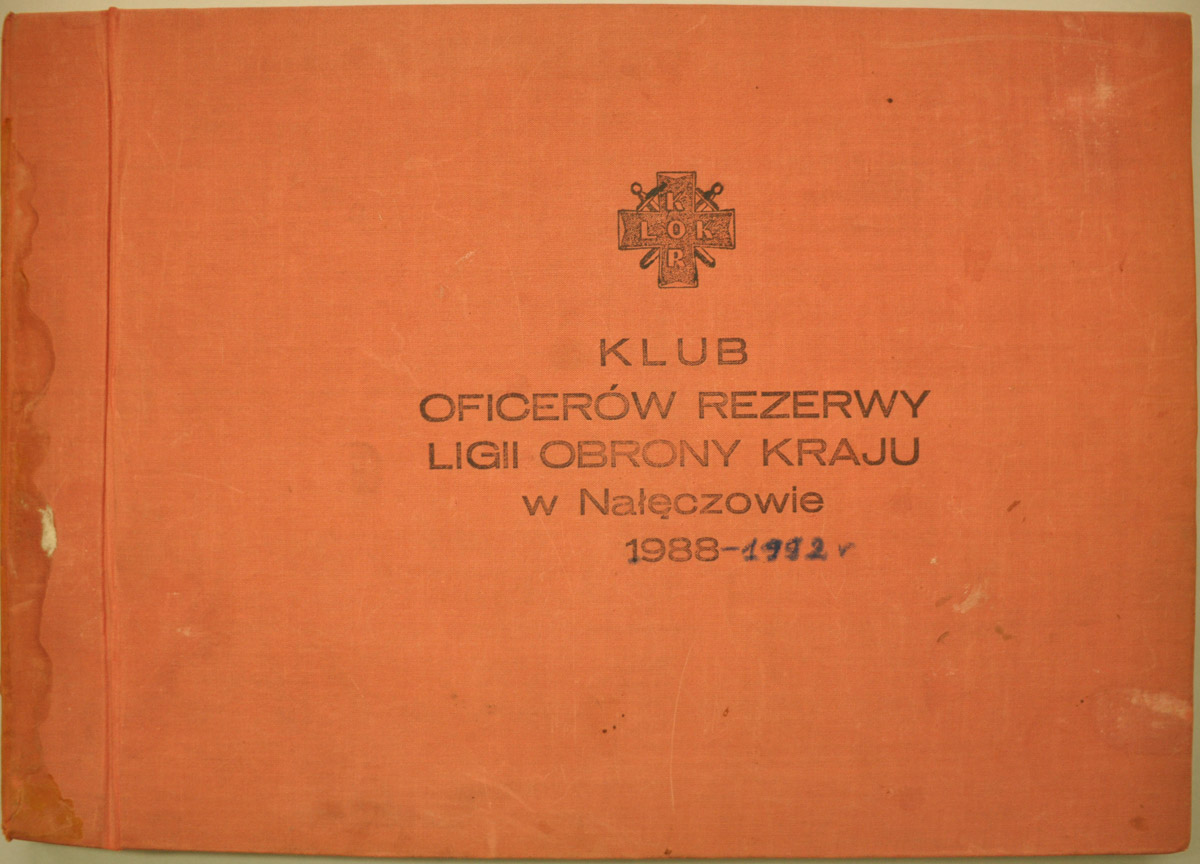 K
LOK
R
KLUB
OFICERÓW REZERWY
LIGII OBRONY KRAJU
w Nałęczowie
1988-1992 r